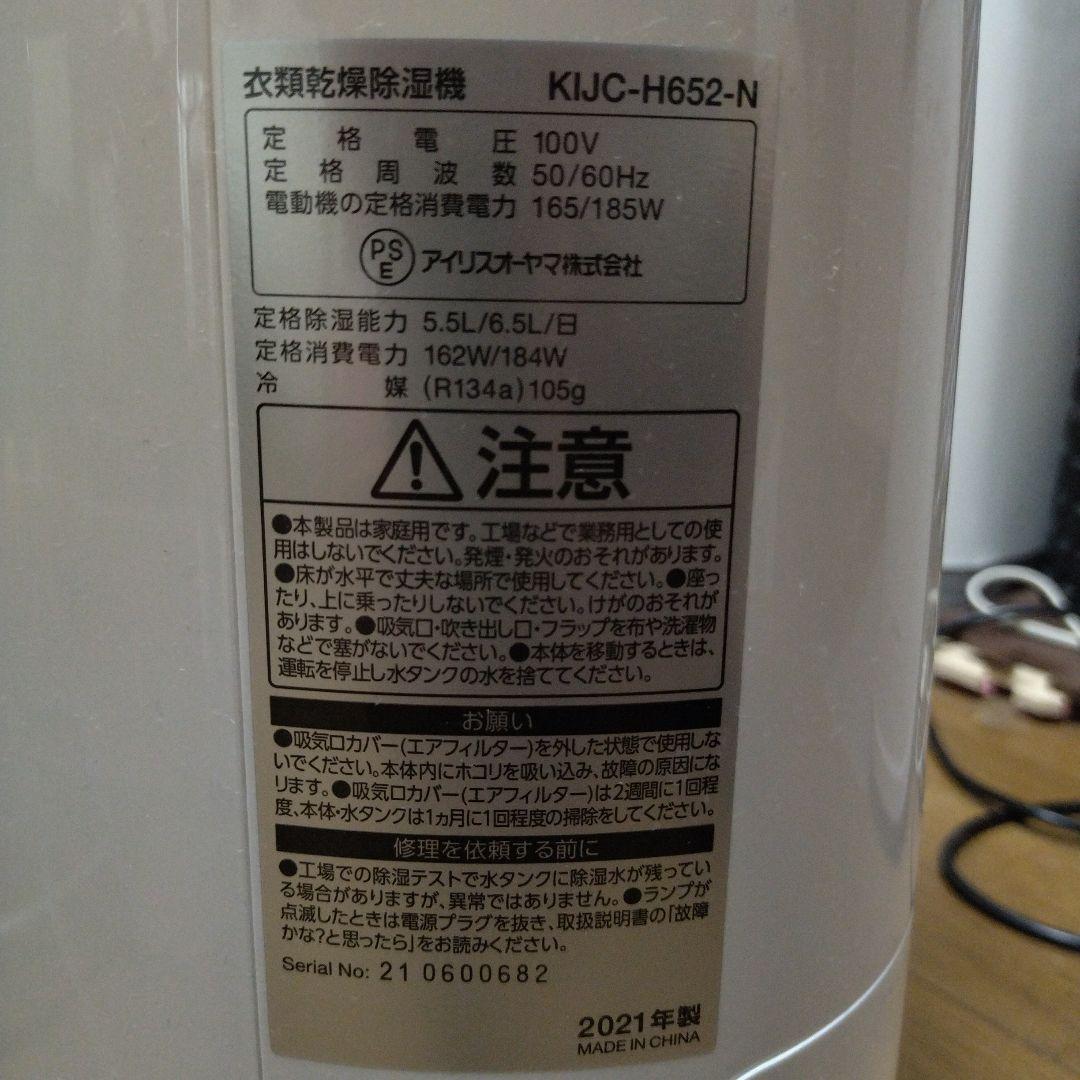 衣類乾燥除湿機 KIJC-H652-N
定格電圧 100V
定格周波数 50/60Hz
電動機の定格消費電力 165/185W
PSE アイリスオーヤマ株式会社
定格除湿能力 5.5L/6.5L/日
定格消費電力 162W/184W
冷媒 (R134a)105g
注意
●本製品は家庭用です。工場などで業務用としての使
用はしないでください。発煙・発火のおそれがあります。
●床が水平で丈夫な場所で使用してください。●座っ
たり、上に乗ったりしないでください。けがのおそれが
あります。●吸気口・吹き出し口・フラップを布や洗濯物
などで塞がないでください。●本体を移動するときは、
運転を停止し水タンクの水を捨ててください。
お願い
●吸気口カバー(エアフィルター)を外した状態で使用しな
いでください。本体内にホコリを吸い込み、故障の原因にな
ります。●吸気口カバー(エアフィルター)は2週間に1回程
度、本体・水タンクは1ヵ月に1回程度の掃除をしてください。
修理を依頼する前に
●工場での除湿テストで水タンクに除湿水が残ってい
る場合がありますが、異常ではありません。●ランプが
点滅したときは電源プラグを抜き、取扱説明書の「故障
かな?と思ったら」をお読みください。
Serial No: 21 0600682
2021年製
MADE IN CHINA